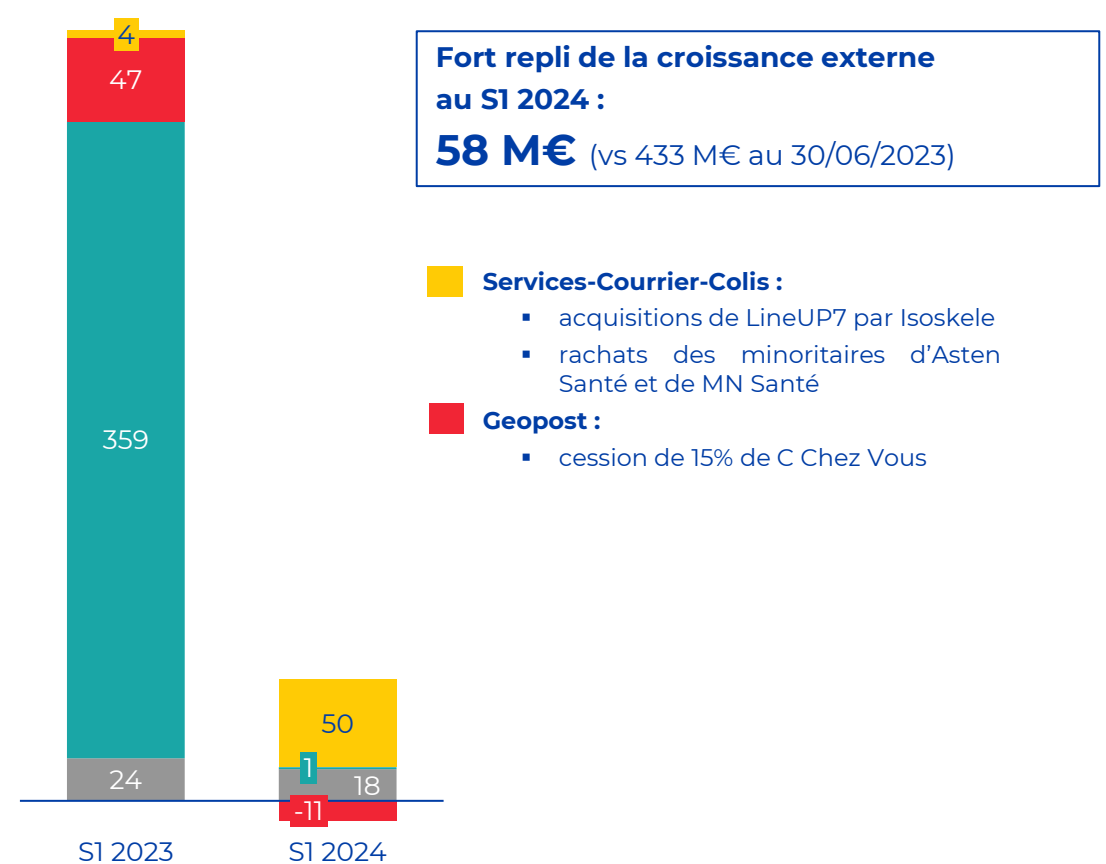 4
47
359
24
S1 2023
50
1
18
-11
S1 2024
Fort repli de la croissance externe
au S1 2024 :
58 M€ (vs 433 M€ au 30/06/2023)
Services-Courrier-Colis :
▪ acquisitions de LineUP7 par Isoskele
▪ rachats des minoritaires d’Asten
Santé et de MN Santé
Geopost :
▪ cession de 15% de C Chez Vous